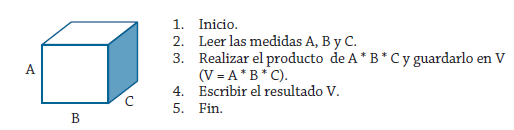 A
B
C
1. Inicio.
2. Leer las medidas A, B y C.
3. Realizar el producto de A * B * C y guardarlo en V
(V = A * B * C).
4. Escribir el resultado V.
5. Fin.